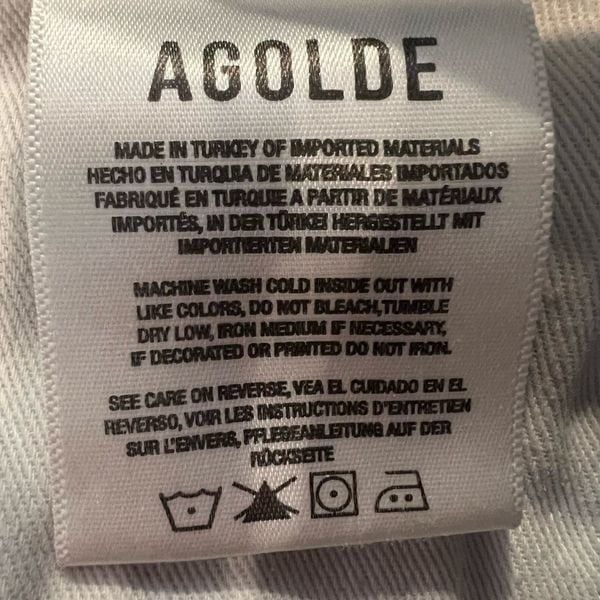 AGOLDE
MADE IN TURKEY OF IMPORTED MATERIALS
HECHO EN TURQUIA DE MATERIALES IMPORTADOS
FABRIQUÉ EN TURQUIE A PARTIR DE MATÉRIAUX
IMPORTÉS, IN DER TÜRKEI HERGESTELLT MIT
IMPORTIERTEN MATERIALIEN
MACHINE WASH COLD INSIDE OUT WITH
LIKE COLORS, DO NOT BLEACH,TUMBLE
DRY LOW, IRON MEDIUM IF NECESSARY,
IF DECORATED OR PRINTED DO NOT IRON.
SEE CARE ON REVERSE, VEA EL CUIDADO EN EL
REVERSO, VOIR LES INSTRUCTIONS D'ENTRETIEN
SUR L'ENVERS, PFLEGEANLEITUNG AUF DER
RÜCKSEITE